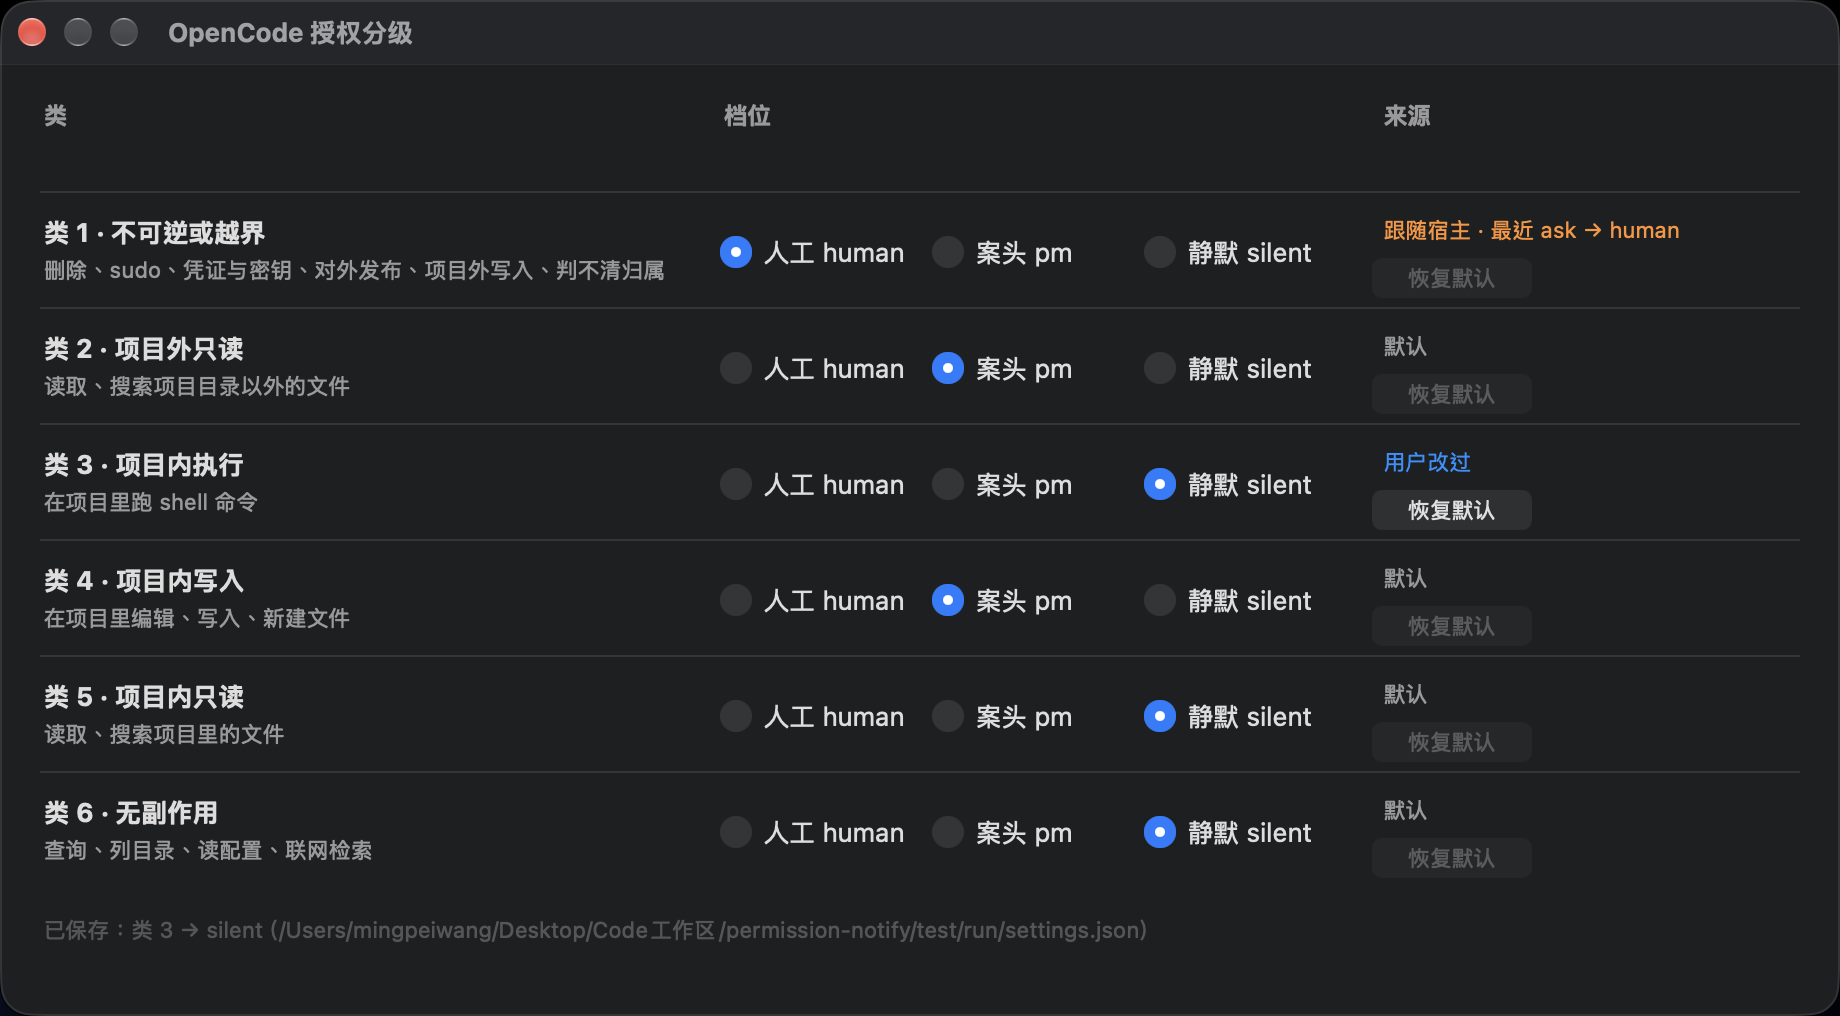 OpenCode 授权分级
类 档位 来源
类 1 · 不可逆或越界
删除、sudo、凭证与密钥、对外发布、项目外写入、判不清归属
人工 human 案头 pm 静默 silent
跟随宿主 · 最近 ask → human
恢复默认
类 2 · 项目外只读
读取、搜索项目目录以外的文件
人工 human 案头 pm 静默 silent
默认
恢复默认
类 3 · 项目内执行
在项目里跑 shell 命令
人工 human 案头 pm 静默 silent
用户改过
恢复默认
类 4 · 项目内写入
在项目里编辑、写入、新建文件
人工 human 案头 pm 静默 silent
默认
恢复默认
类 5 · 项目内只读
读取、搜索项目里的文件
人工 human 案头 pm 静默 silent
默认
恢复默认
类 6 · 无副作用
查询、列目录、读配置、联网检索
人工 human 案头 pm 静默 silent
默认
恢复默认
已保存：类 3 → silent (/Users/mingpeiwang/Desktop/Code工作区/permission-notify/test/run/settings.json)